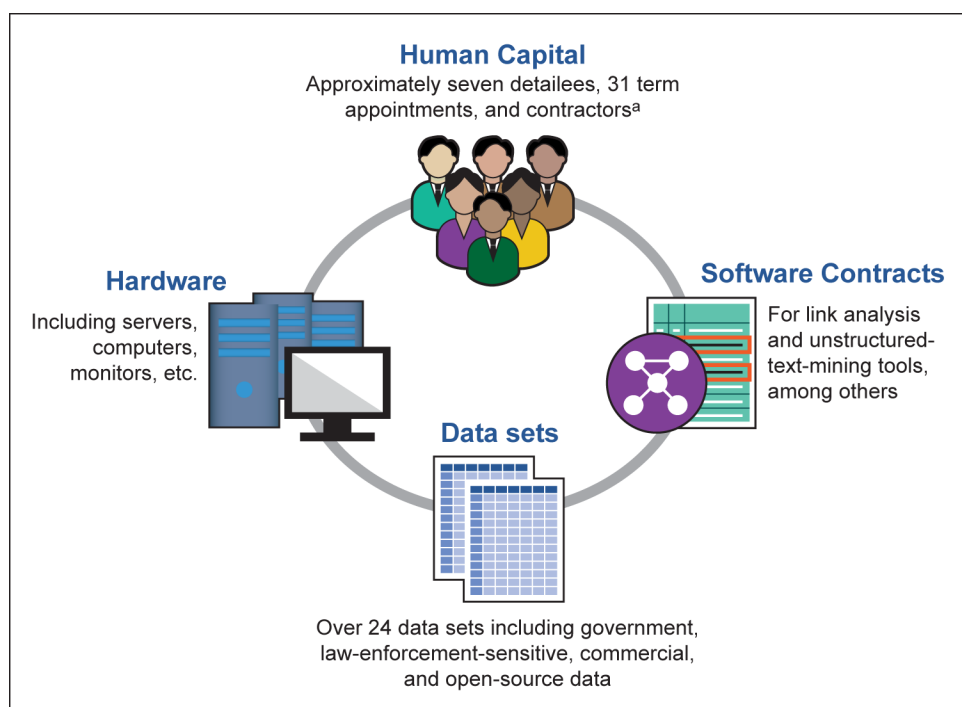 Human Capital
Approximately seven detailees, 31 term
appointments, and contractorsᵃ
Hardware
Including servers,
computers,
monitors, etc.
Software Contracts
For link analysis
and unstructured-
text-mining tools,
among others
Data sets
Over 24 data sets including government,
law-enforcement-sensitive, commercial,
and open-source data